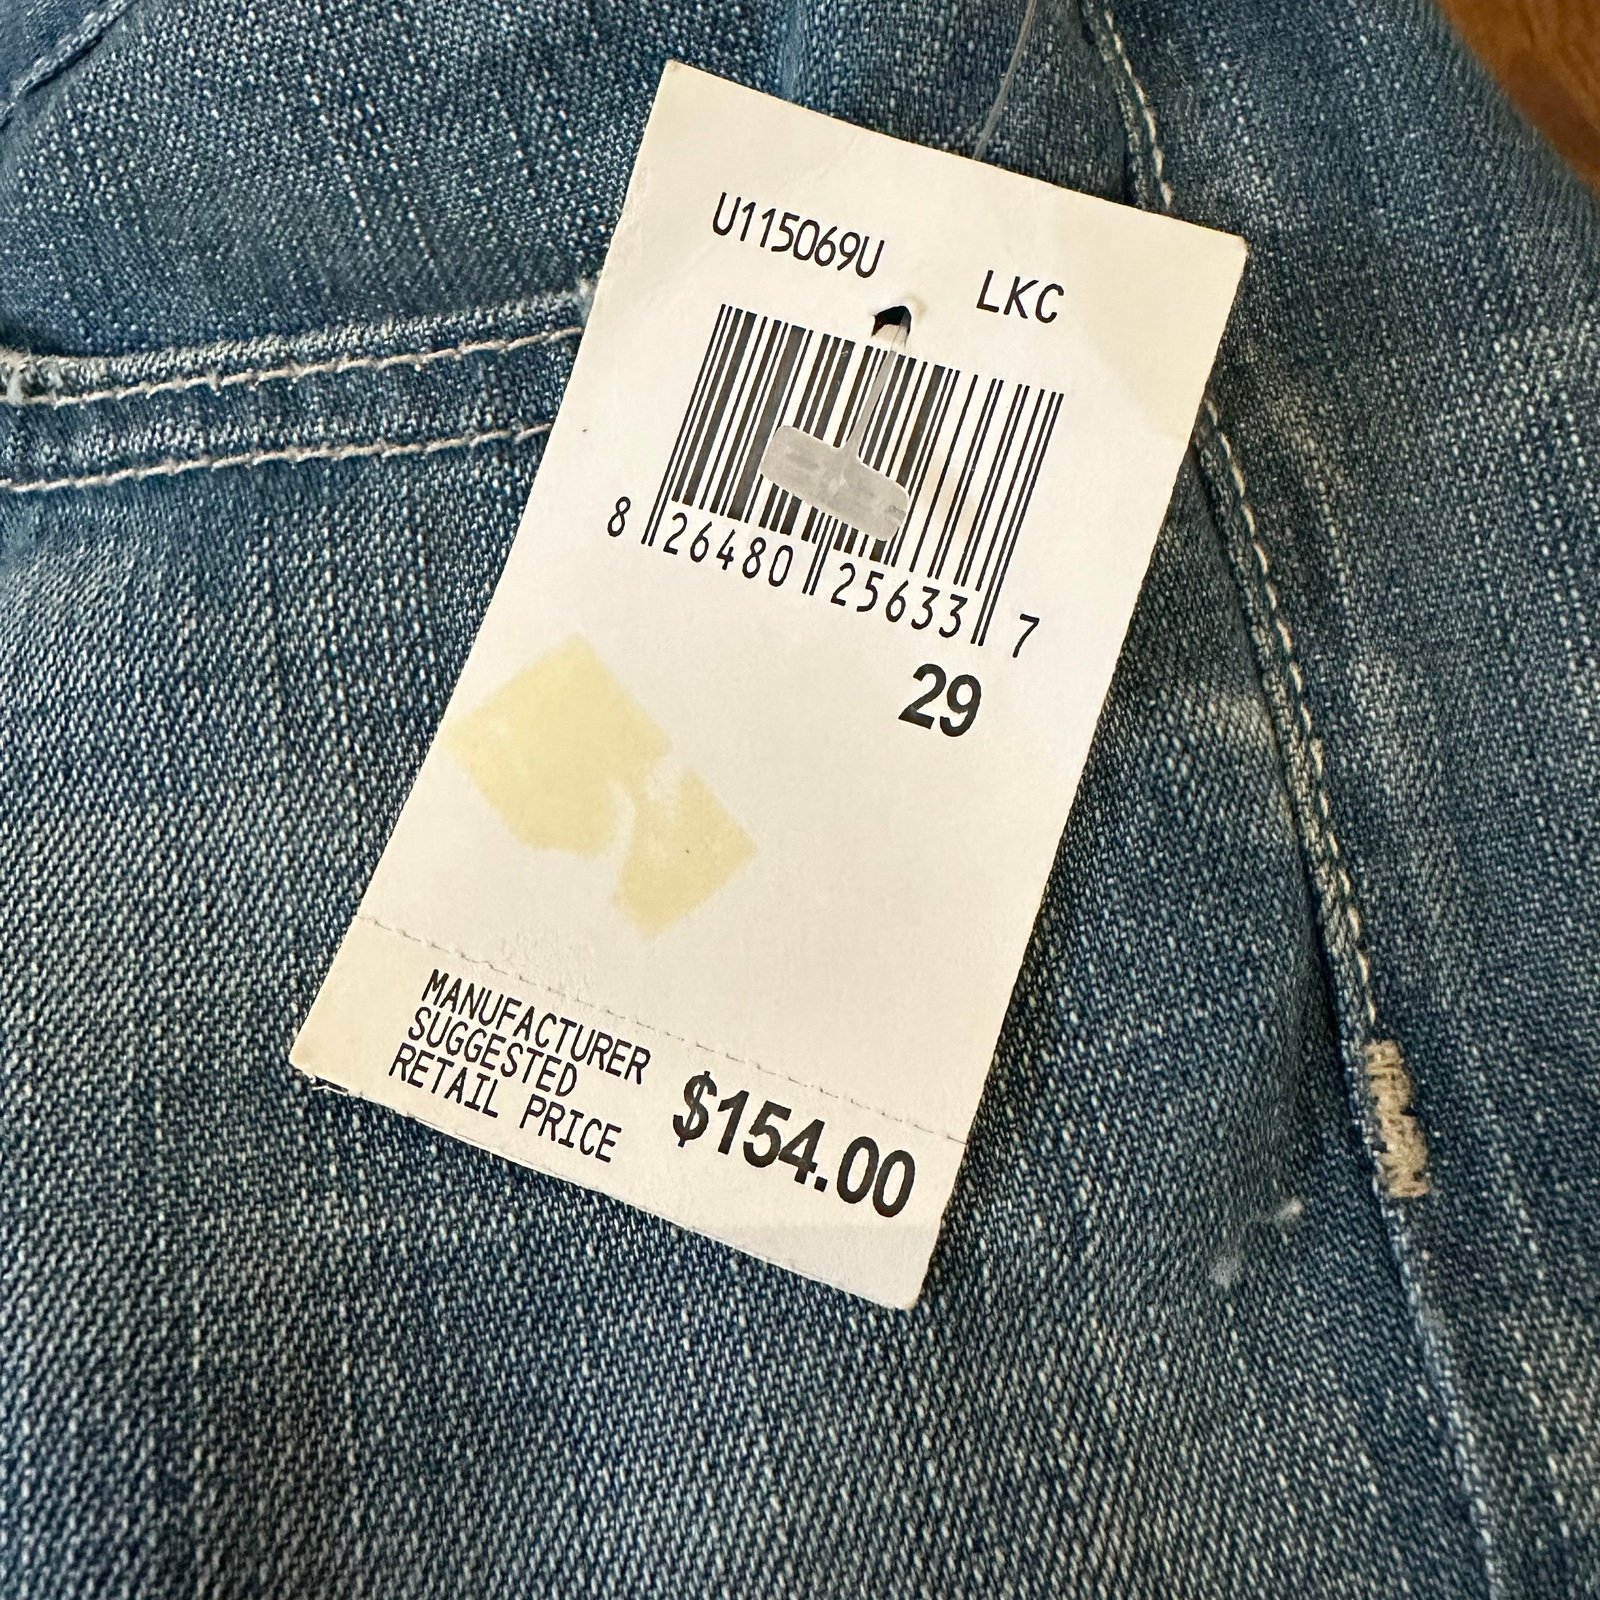 U115069U LKC
8 26480 25633 7
29
MANUFACTURER
SUGGESTED
RETAIL PRICE
$154.00